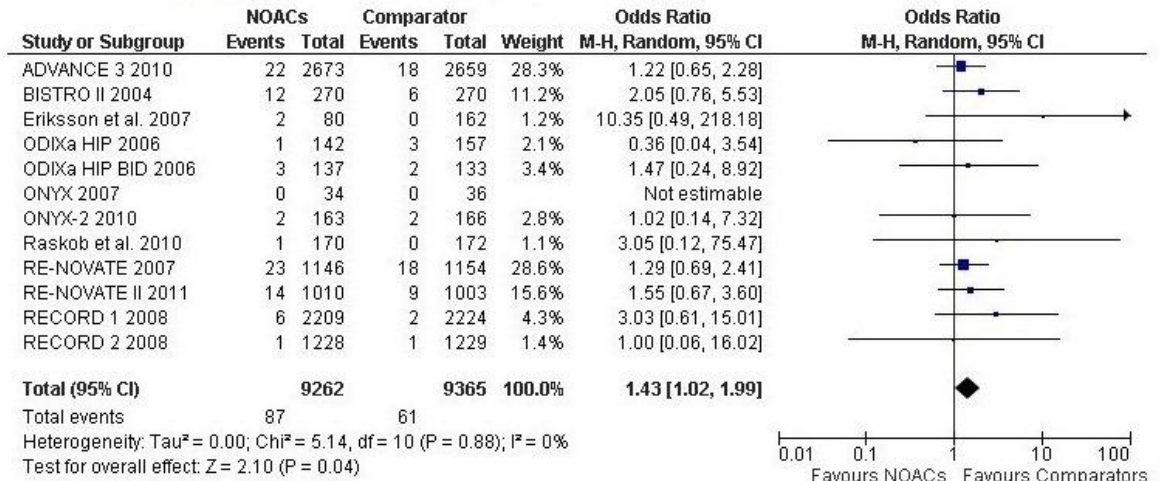 NOACs Comparator Odds Ratio Odds Ratio
Study or Subgroup Events Total Events Total Weight M-H, Random, 95% CI M-H, Random, 95% CI
ADVANCE 3 2010 22 2673 18 2659 28.3% 1.22 [0.65, 2.28]
BISTRO II 2004 12 270 6 270 11.2% 2.05 [0.76, 5.53]
Eriksson et al. 2007 2 80 0 162 1.2% 10.35 [0.49, 218.18]
ODIXa HIP 2006 1 142 3 157 2.1% 0.36 [0.04, 3.54]
ODIXa HIP BID 2006 3 137 2 133 3.4% 1.47 [0.24, 8.92]
ONYX 2007 0 34 0 36 Not estimable
ONYX-2 2010 2 163 2 166 2.8% 1.02 [0.14, 7.32]
Raskob et al. 2010 1 170 0 172 1.1% 3.05 [0.12, 75.47]
RE-NOVATE 2007 23 1146 18 1154 28.6% 1.29 [0.69, 2.41]
RE-NOVATE II 2011 14 1010 9 1003 15.6% 1.55 [0.67, 3.60]
RECORD 1 2008 6 2209 2 2224 4.3% 3.03 [0.61, 15.01]
RECORD 2 2008 1 1228 1 1229 1.4% 1.00 [0.06, 16.02]
Total (95% CI) 9262 9365 100.0% 1.43 [1.02, 1.99]
Total events 87 61
Heterogeneity: Tau² = 0.00; Chi² = 5.14, df = 10 (P = 0.88); I² = 0%
Test for overall effect: Z = 2.10 (P = 0.04)
0.01 0.1 1 10 100
Favours NOACs Favours Comparators